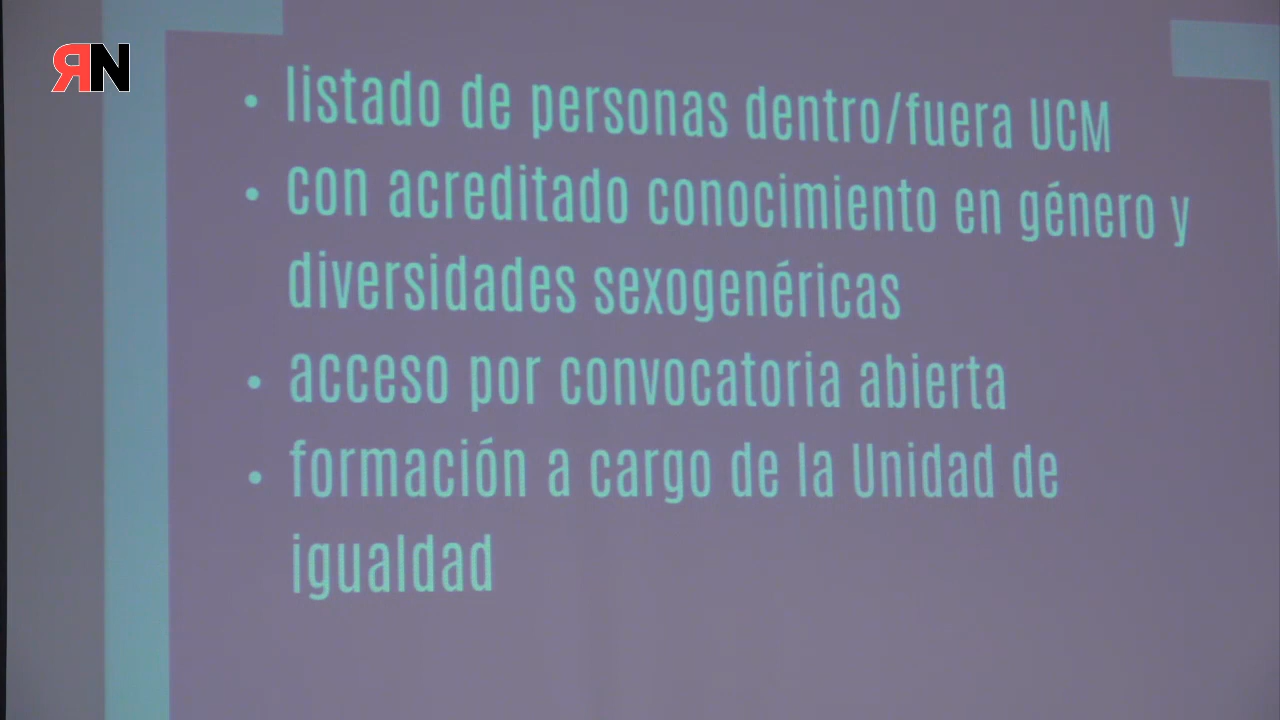 ЯN
• listado de personas dentro/fuera UCM
• con acreditado conocimiento en género y
diversidades sexogenéricas
• acceso por convocatoria abierta
• formación a cargo de la Unidad de
igualdad